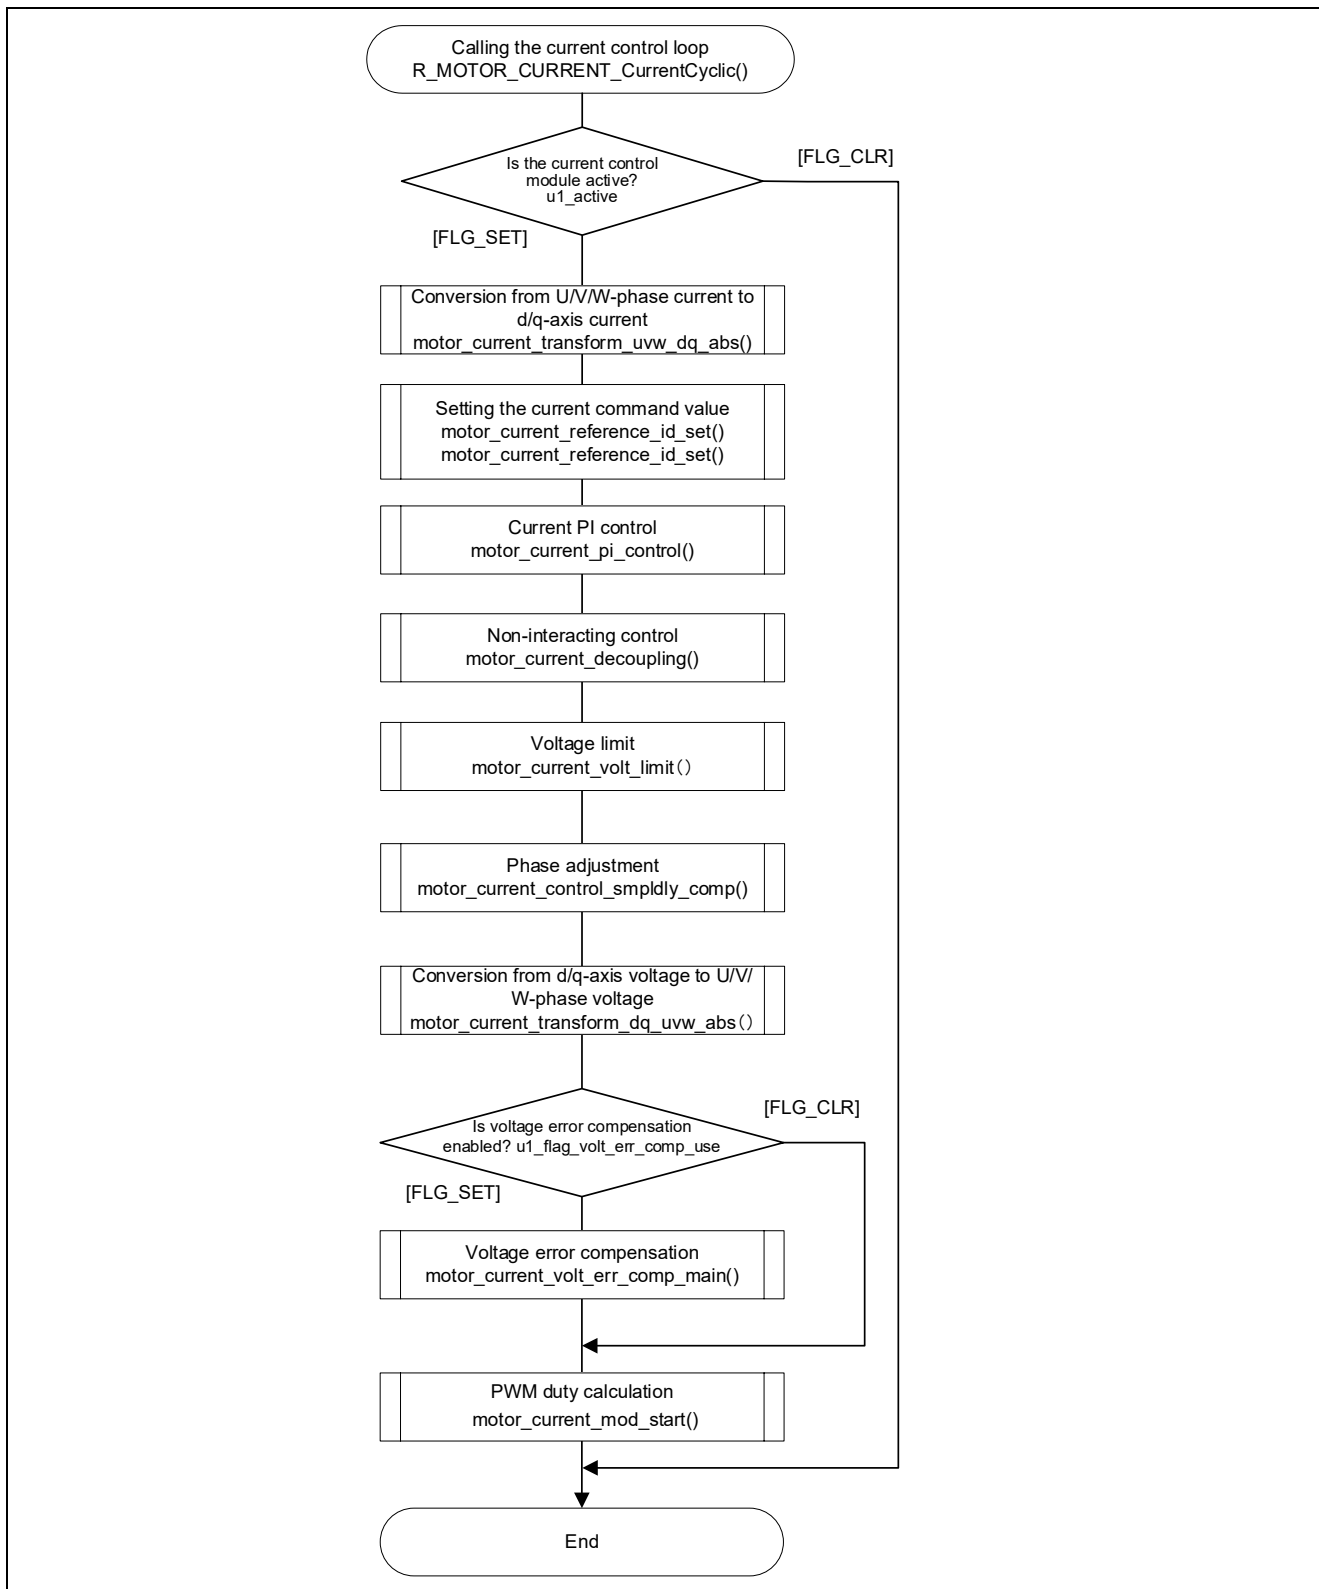 Calling the current control loop
R_MOTOR_CURRENT_CurrentCyclic()
[FLG_CLR]
Is the current control
module active?
u1_active
[FLG_SET]
Conversion from U/V/W-phase current to
d/q-axis current
motor_current_transform_uvw_dq_abs()
Setting the current command value
motor_current_reference_id_set()
motor_current_reference_id_set()
Current PI control
motor_current_pi_control()
Non-interacting control
motor_current_decoupling()
Voltage limit
motor_current_volt_limit（）
Phase adjustment
motor_current_control_smpldly_comp()
Conversion from d/q-axis voltage to U/V/
W-phase voltage
motor_current_transform_dq_uvw_abs（）
[FLG_CLR]
Is voltage error compensation
enabled? u1_flag_volt_err_comp_use
[FLG_SET]
Voltage error compensation
motor_current_volt_err_comp_main()
PWM duty calculation
motor_current_mod_start()
End